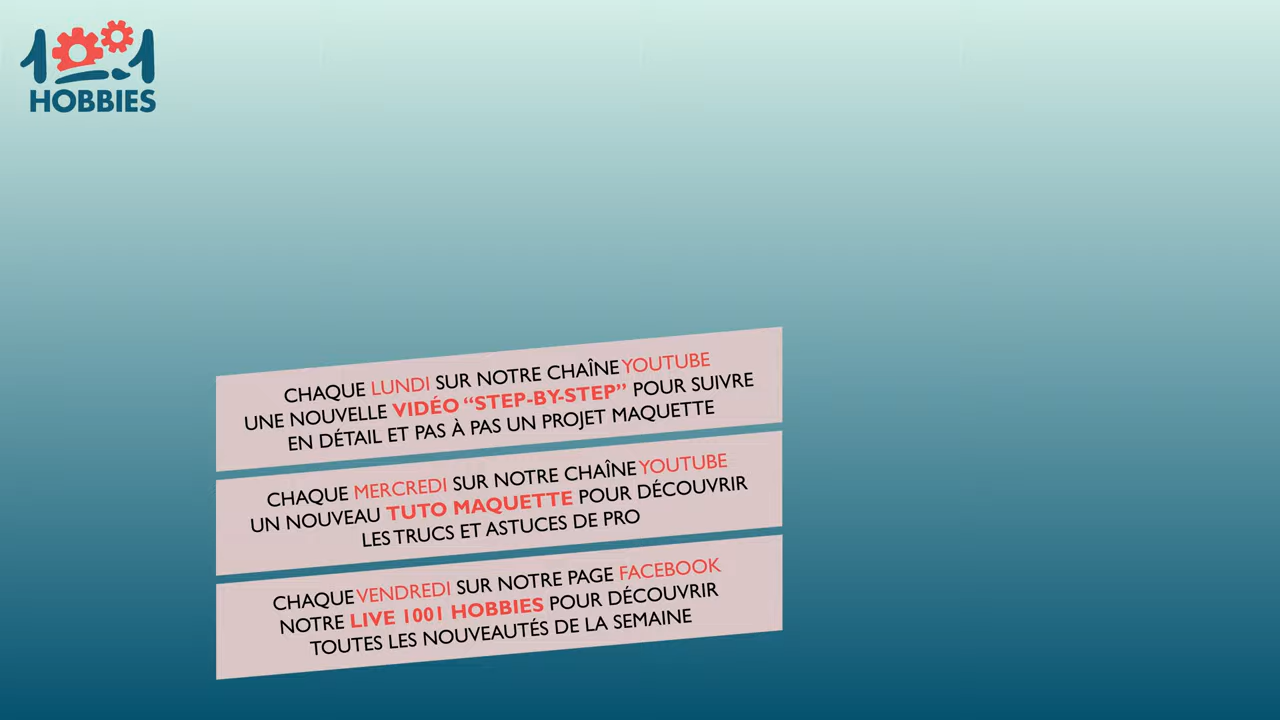 1001
HOBBIES
CHAQUE LUNDI SUR NOTRE CHAÎNE YOUTUBE
UNE NOUVELLE VIDÉO “STEP-BY-STEP” POUR SUIVRE
EN DÉTAIL ET PAS À PAS UN PROJET MAQUETTE
CHAQUE MERCREDI SUR NOTRE CHAÎNE YOUTUBE
UN NOUVEAU TUTO MAQUETTE POUR DÉCOUVRIR
LES TRUCS ET ASTUCES DE PRO
CHAQUE VENDREDI SUR NOTRE PAGE FACEBOOK
NOTRE LIVE 1001 HOBBIES POUR DÉCOUVRIR
TOUTES LES NOUVEAUTÉS DE LA SEMAINE